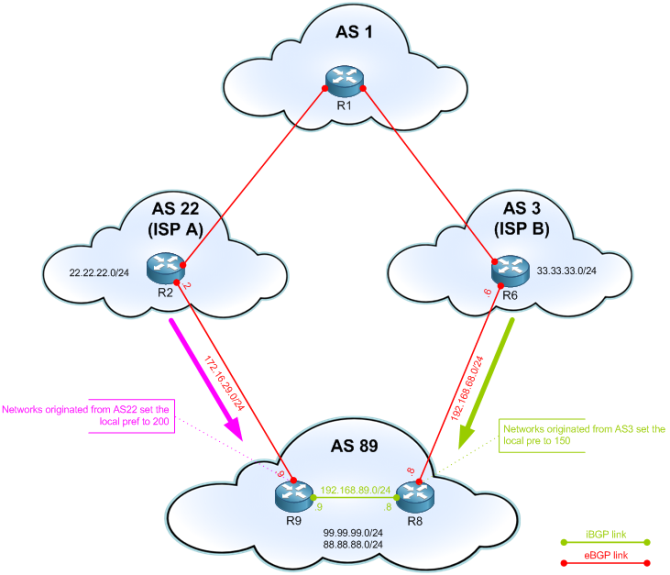 AS 1
R1
AS 22
(ISP A)
22.22.22.0/24
R2
.2
AS 3
(ISP B)
33.33.33.0/24
R6
.6
172.16.29.0/24
192.168.68.0/24
Networks originated from AS22 set the
local pref to 200
Networks originated from AS3 set the
local pre to 150
AS 89
.9
.8
192.168.89.0/24
.9
.8
R9
R8
99.99.99.0/24
88.88.88.0/24
iBGP link
eBGP link